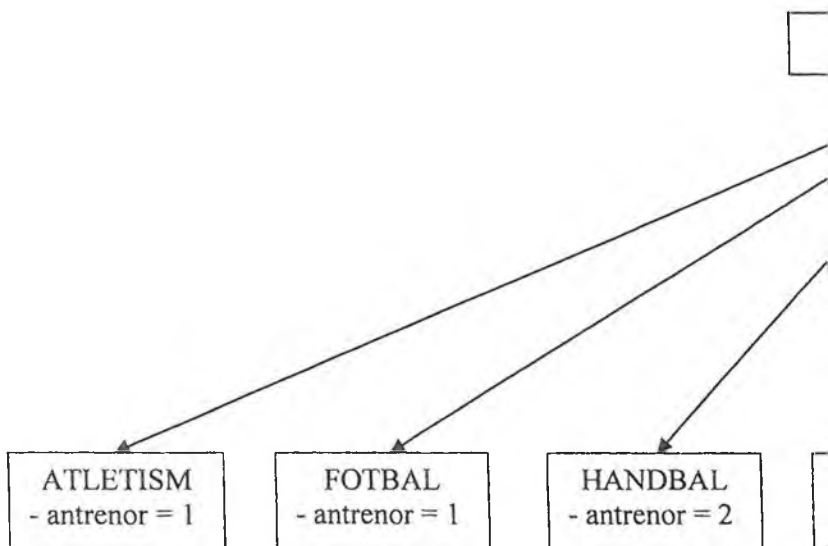 ATLETISM
- antrenor = 1
FOTBAL
- antrenor = 1
HANDBAL
- antrenor = 2